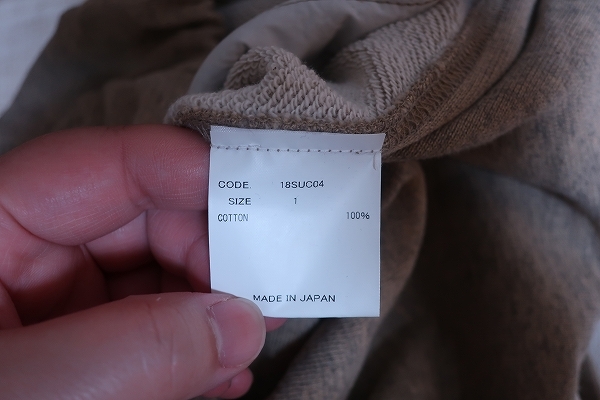 CODE. 18SUC04
SIZE 1
COTTON 100%
MADE IN JAPAN